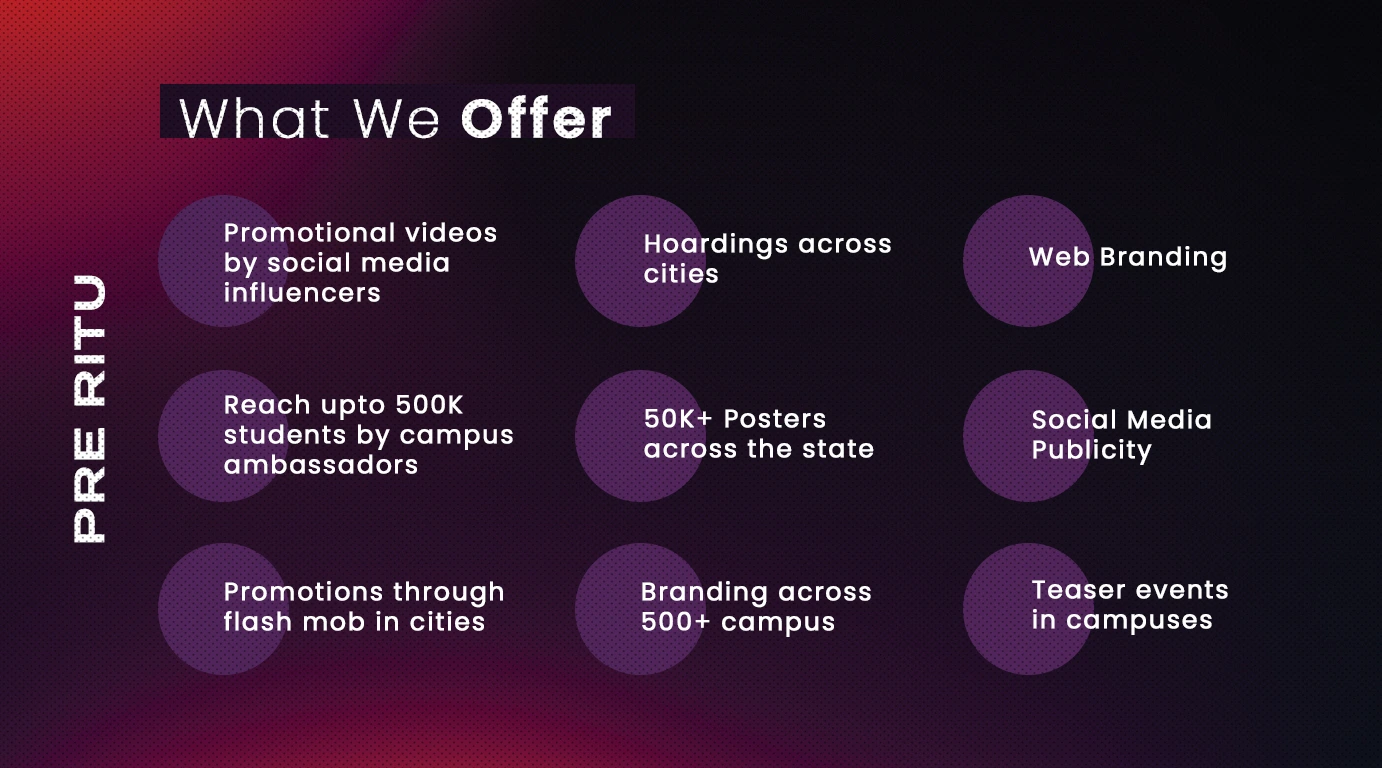 What We Offer
PRE RITU
Promotional videos
by social media
influencers
Hoardings across
cities
Web Branding
Reach upto 500K
students by campus
ambassadors
50K+ Posters
across the state
Social Media
Publicity
Promotions through
flash mob in cities
Branding across
500+ campus
Teaser events
in campuses